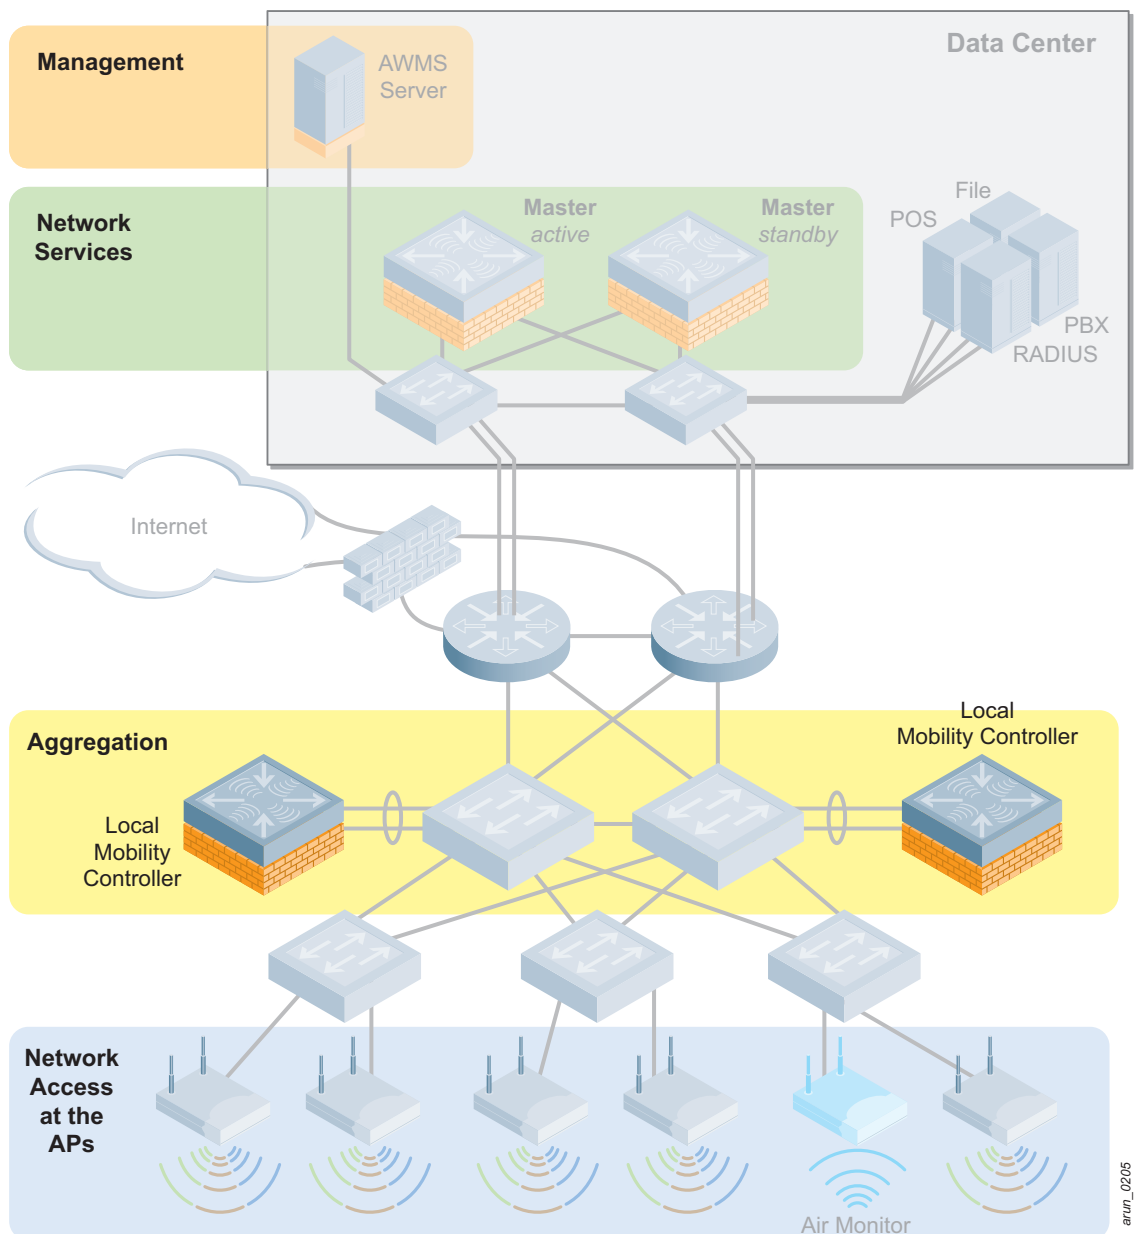 Data Center
Management
AWMS
Server
Network
Services
Master
active
Master
standby
File
POS
PBX
RADIUS
Internet
Aggregation
Local
Mobility Controller
Local
Mobility
Controller
Network
Access
at the
APs
Air Monitor
arun_0205